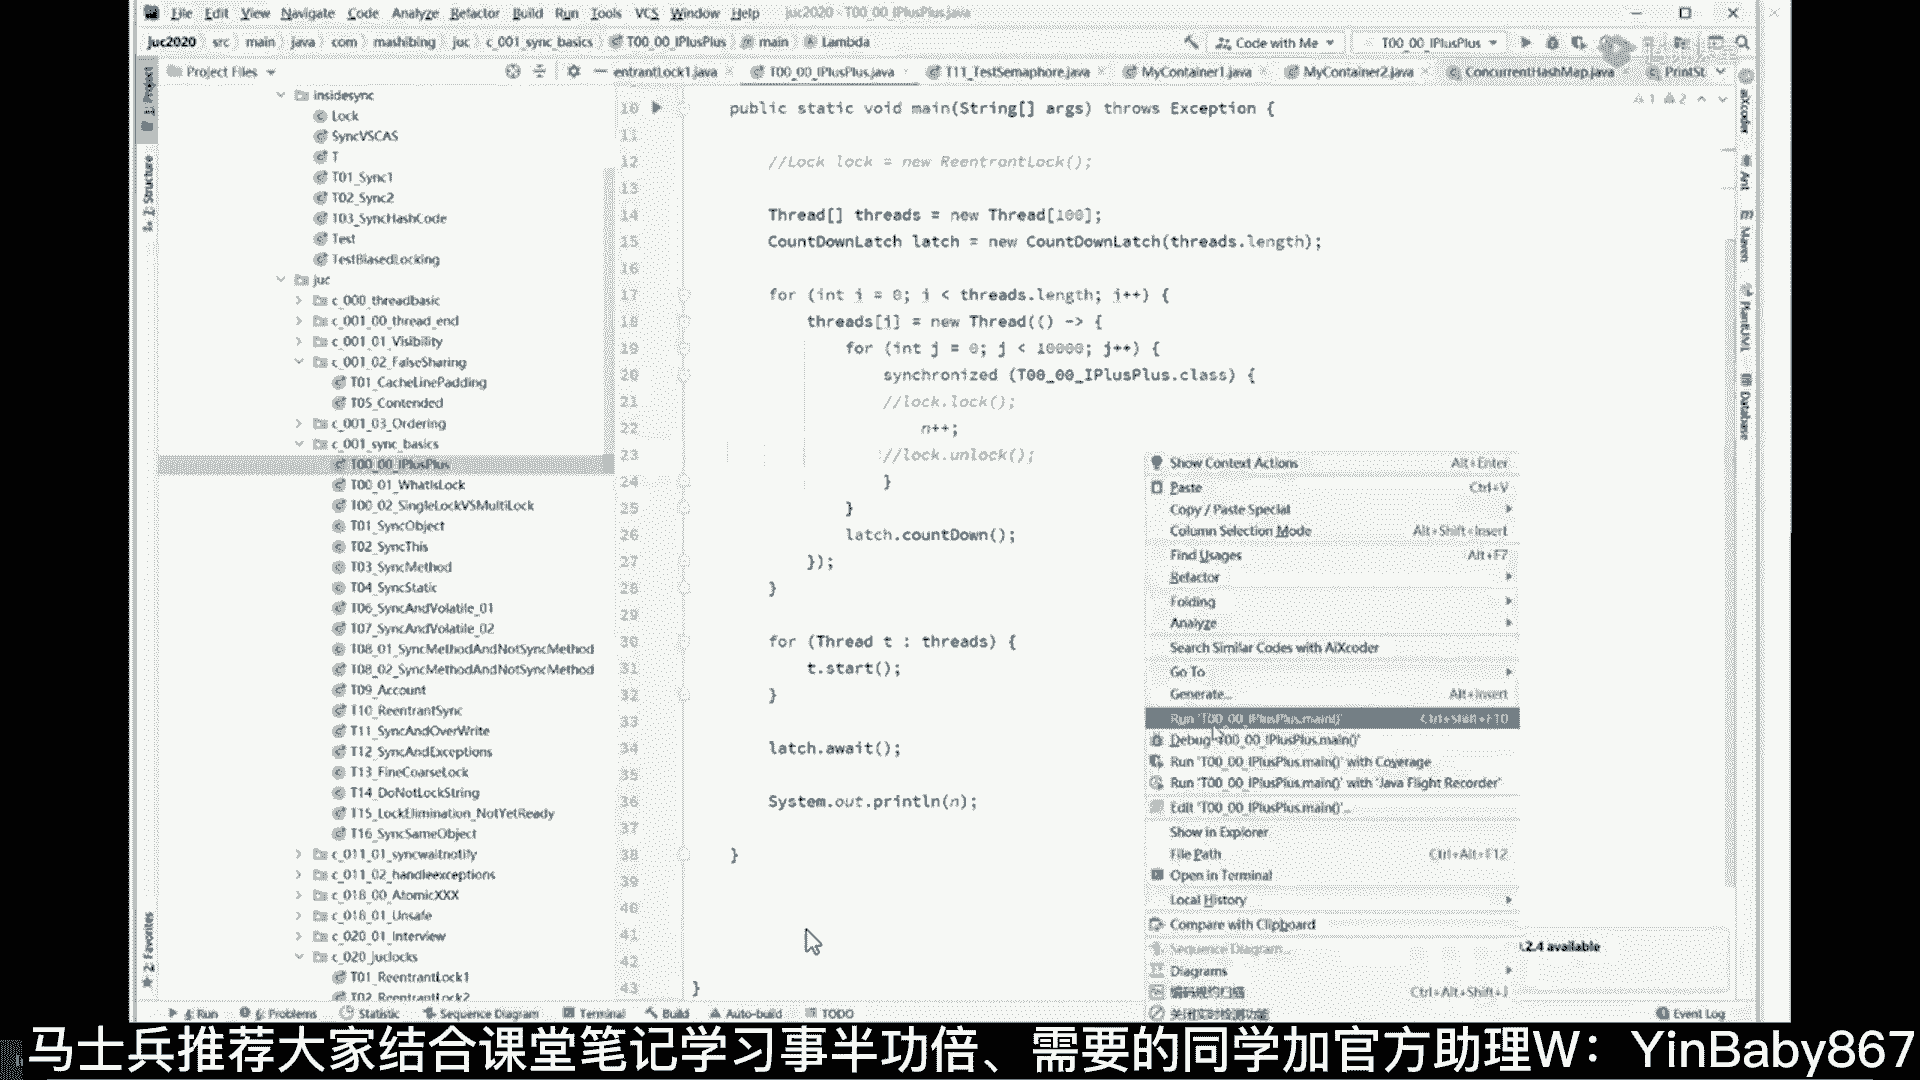 File Edit View Navigate Code Analyze Refactor Build Run Tools VCS Window Help juc2020 - T00_00_IPlusPlus.java
juc2020 src main java com mashibing juc c_001_sync_basics T00_00_IPlusPlus main Lambda Code with Me T00_00_IPlusPlus
Project Files entrantLock1.java T00_00_IPlusPlus.java T11_TestSemaphore.java MyContainer1.java MyContainer2.java ConcurrentHashMap.java PrintSt
1: Project
Z: Structure
2: Favorites
insidesync
Lock
SyncVSCAS
T
T01_Sync1
T02_Sync2
T03_SyncHashCode
Test
TestBiasedLocking
juc
c_000_threadbasic
c_001_00_thread_end
c_001_01_Visibility
c_001_02_FalseSharing
T01_CacheLinePadding
T05_Contended
c_001_03_Ordering
c_001_sync_basics
T00_00_IPlusPlus
T00_01_WhatIsLock
T00_02_SingleLockVSMultiLock
T01_SyncObject
T02_SyncThis
T03_SyncMethod
T04_SyncStatic
T06_SyncAndVolatile_01
T07_SyncAndVolatile_02
T08_01_SyncMethodAndNotSyncMethod
T08_02_SyncMethodAndNotSyncMethod
T09_Account
T10_ReentrantSync
T11_SyncAndOverWrite
T12_SyncAndExceptions
T13_FineCoarseLock
T14_DoNotLockString
T15_LockElimination_NotYetReady
T16_SyncSameObject
c_011_01_syncwaitnotify
c_011_02_handleexceptions
c_018_00_AtomicXXX
c_018_01_Unsafe
c_020_01_Interview
c_020_juclocks
T01_ReentrantLock1
T02_ReentrantLock2
1 2
10 public static void main(String[] args) throws Exception {
11
12 //Lock lock = new ReentrantLock();
13
14 Thread[] threads = new Thread[100];
15 CountDownLatch latch = new CountDownLatch(threads.length);
16
17 for (int i = 0; i < threads.length; i++) {
18 threads[i] = new Thread(() -> {
19 for (int j = 0; j < 10000; j++) {
20 synchronized (T00_00_IPlusPlus.class) {
21 //lock.lock();
22 n++;
23 //lock.unlock();
24 }
25 }
26 latch.countDown();
27 });
28 }
29
30 for (Thread t : threads) {
31 t.start();
32 }
33
34 latch.await();
35
36 System.out.println(n);
37
38 }
39
40
41
42
43 }
Show Context Actions Alt+Enter
Paste Ctrl+V
Copy / Paste Special
Column Selection Mode Alt+Shift+Insert
Find Usages Alt+F7
Refactor
Folding
Analyze
Search Similar Codes with AiXcoder
Go To
Generate... Alt+Insert
Run 'T00_00_IPlusPlus.main()' Ctrl+Shift+F10
Debug 'T00_00_IPlusPlus.main()'
Run 'T00_00_IPlusPlus.main()' with Coverage
Run 'T00_00_IPlusPlus.main()' with 'Java Flight Recorder'
Edit 'T00_00_IPlusPlus.main()'...
Show in Explorer
File Path Ctrl+Alt+F12
Open in Terminal
Local History
Compare with Clipboard
Sequence Diagram...
Diagrams
编码规约扫描 Ctrl+Alt+Shift+J
关闭实时检测功能
.2.4 available
aiXcoder
Ant
Maven
PlantUML
Database
4: Run 6: Problems Statistic Sequence Diagram Terminal Build Auto-build TODO Event Log
马士兵推荐大家结合课堂笔记学习事半功倍、需要的同学加官方助理W：YinBaby867